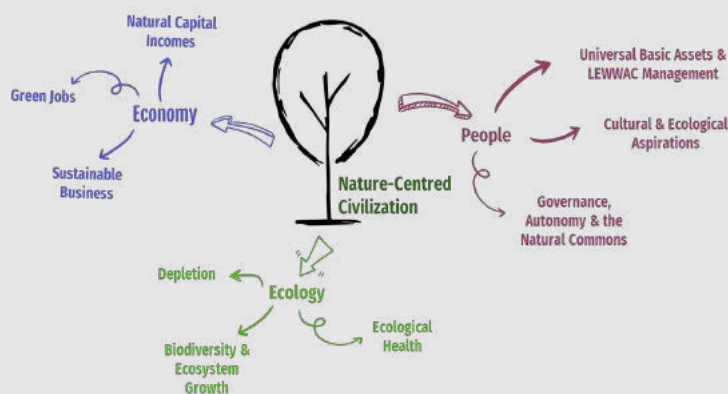 Natural Capital
Incomes
Green Jobs
Economy
Sustainable
Business
Nature-Centred
Civilization
Universal Basic Assets &
LEWWAC Management
People
Cultural & Ecological
Aspirations
Governance,
Autonomy & the
Natural Commons
Depletion
Ecology
Biodiversity &
Ecosystem
Growth
Ecological
Health